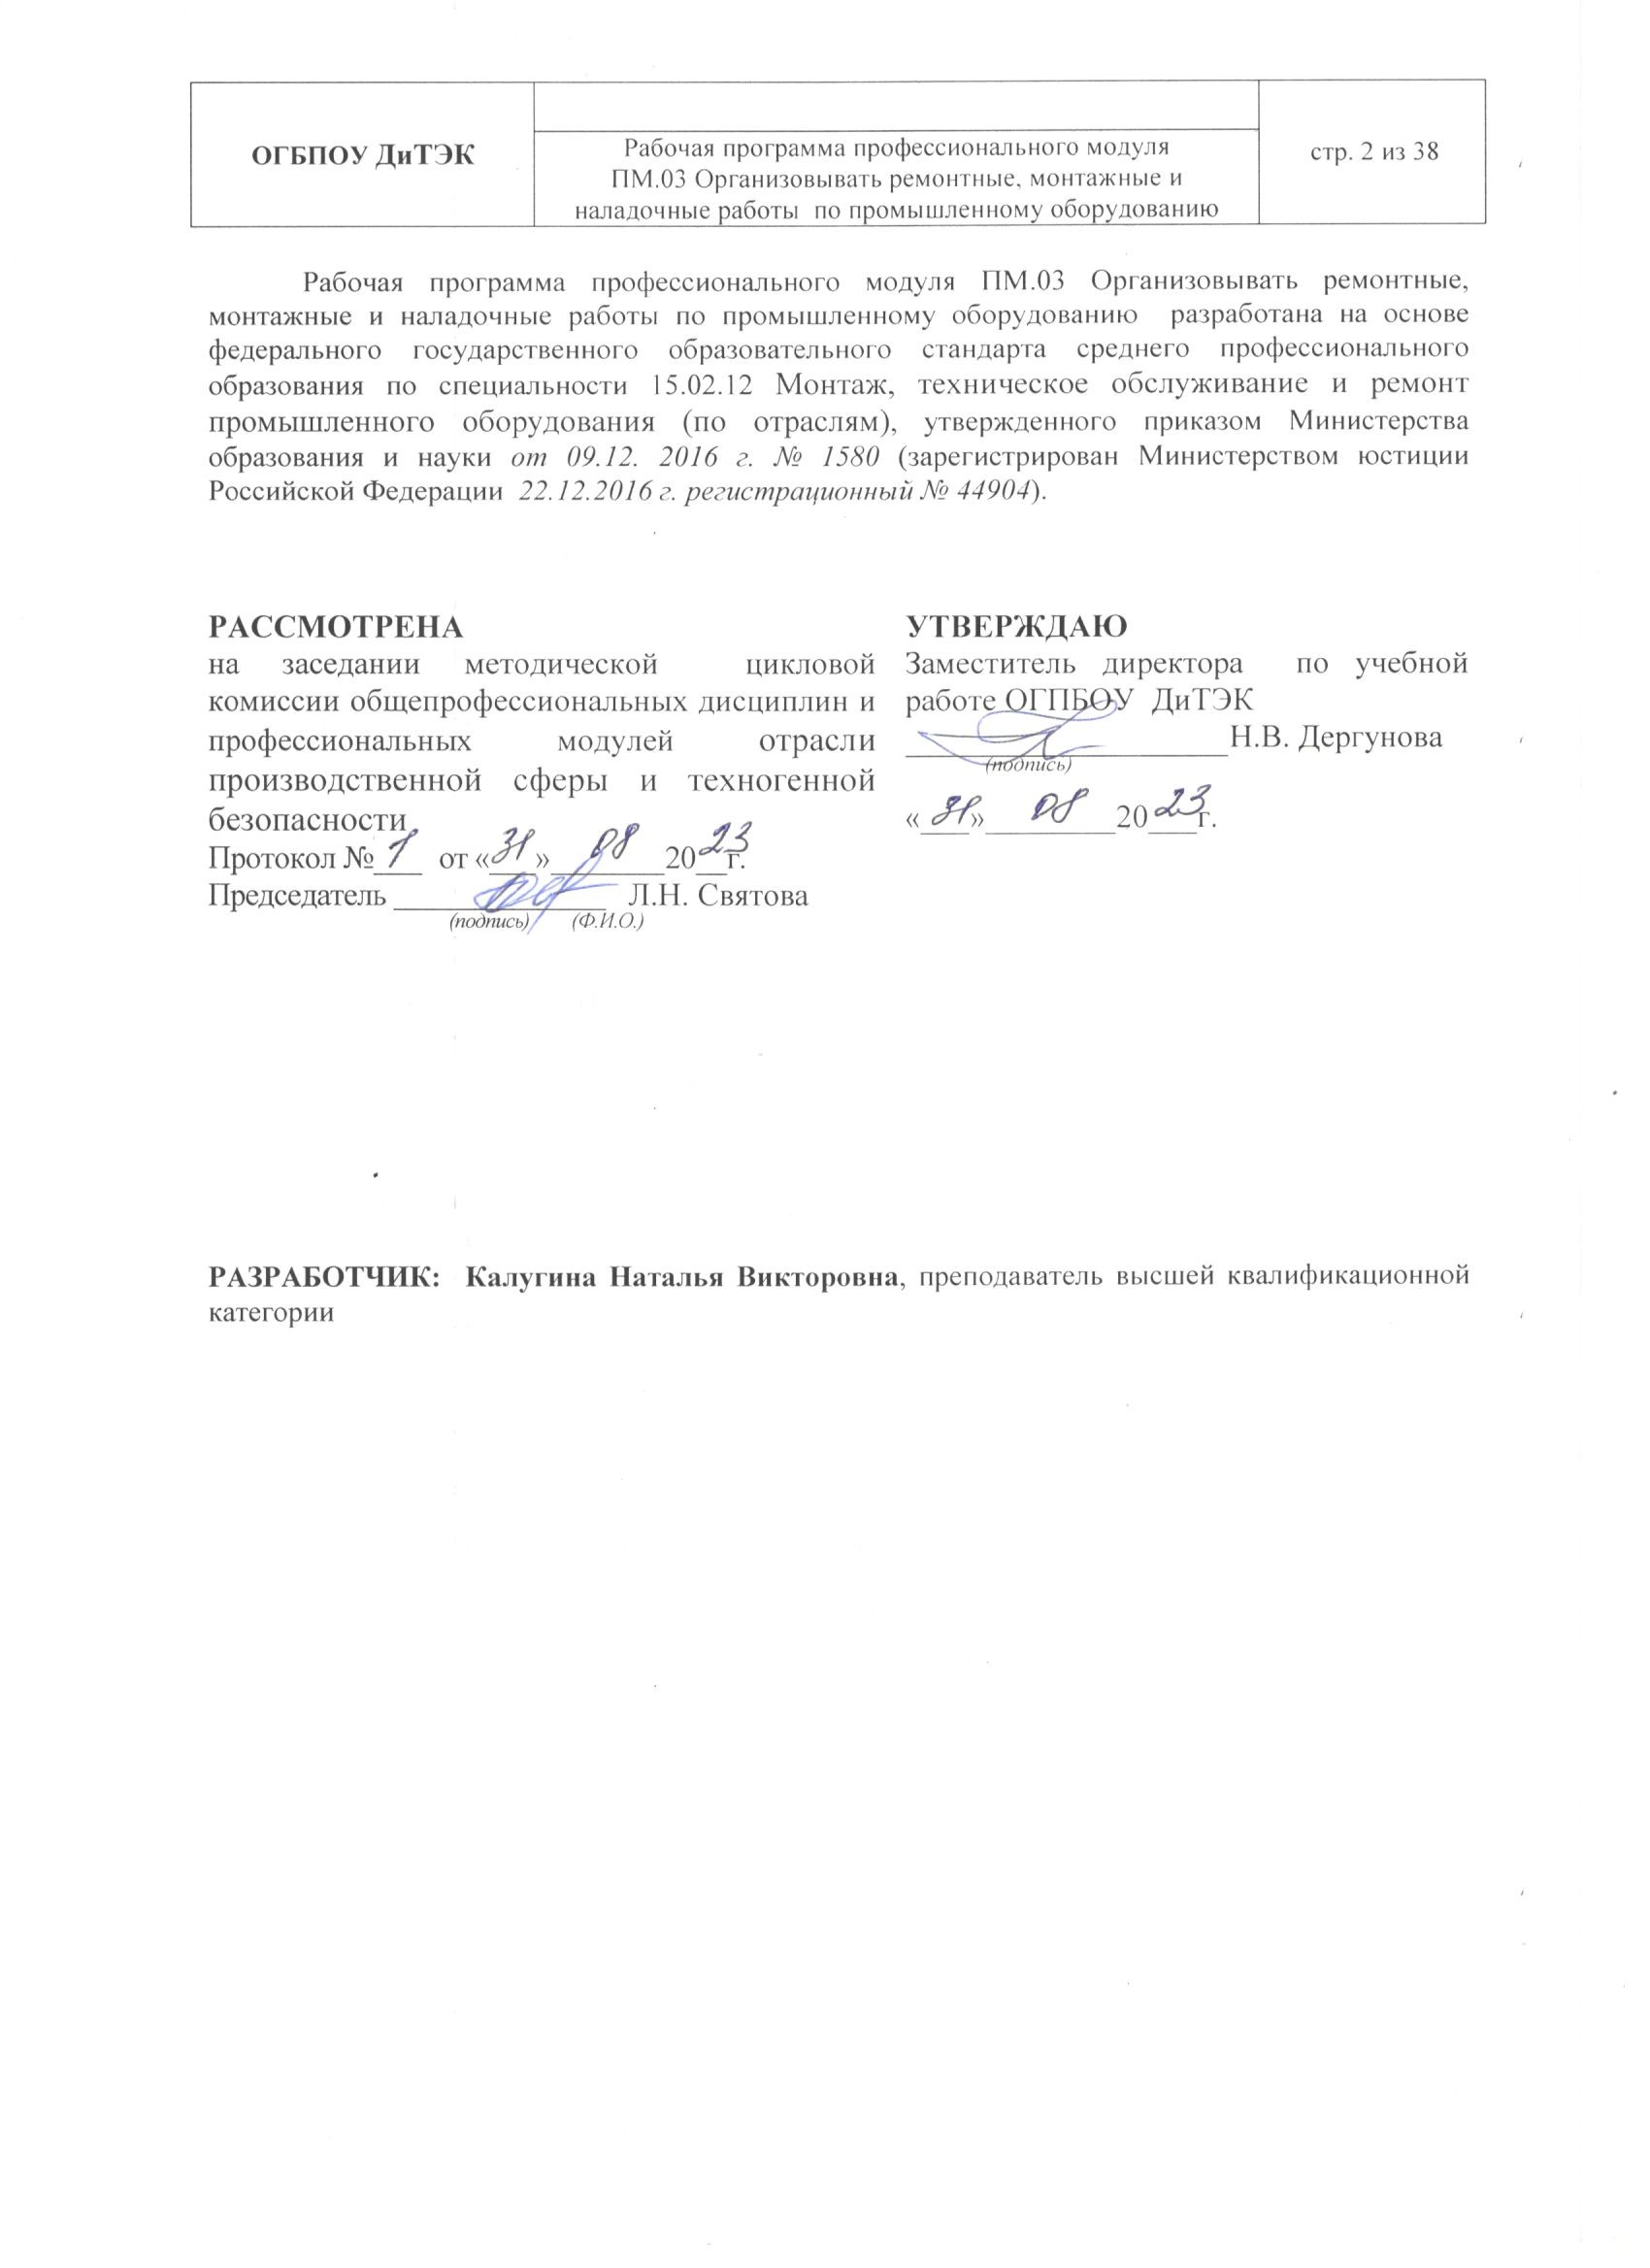 ОГБПОУ ДиТЭК
Рабочая программа профессионального модуля
ПМ.03 Организовывать ремонтные, монтажные и
наладочные работы по промышленному оборудованию
стр. 2 из 38
Рабочая программа профессионального модуля ПМ.03 Организовывать ремонтные,
монтажные и наладочные работы по промышленному оборудованию разработана на основе
федерального государственного образовательного стандарта среднего профессионального
образования по специальности 15.02.12 Монтаж, техническое обслуживание и ремонт
промышленного оборудования (по отраслям), утвержденного приказом Министерства
образования и науки от 09.12. 2016 г. № 1580 (зарегистрирован Министерством юстиции
Российской Федерации 22.12.2016 г. регистрационный № 44904).
РАССМОТРЕНА
на заседании методической цикловой
комиссии общепрофессиональных дисциплин и
профессиональных модулей отрасли
производственной сферы и техногенной
безопасности
Протокол № 1 от «31» 08 2023 г.
Председатель Л.Н. Святова
(подпись) (Ф.И.О.)
УТВЕРЖДАЮ
Заместитель директора по учебной
работе ОГПБОУ ДиТЭК
Н.В. Дергунова
(подпись)
«31» 08 2023 г.
РАЗРАБОТЧИК: Калугина Наталья Викторовна, преподаватель высшей квалификационной
категории